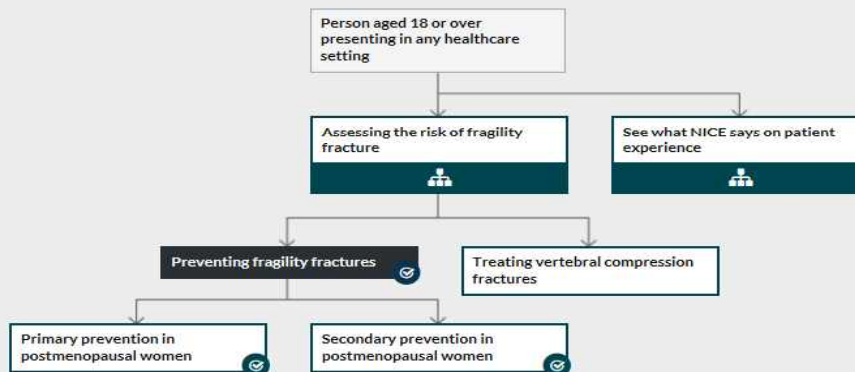 Person aged 18 or over
presenting in any healthcare
setting
Assessing the risk of fragility
fracture
See what NICE says on patient
experience
Preventing fragility fractures
Treating vertebral compression
fractures
Primary prevention in
postmenopausal women
Secondary prevention in
postmenopausal women